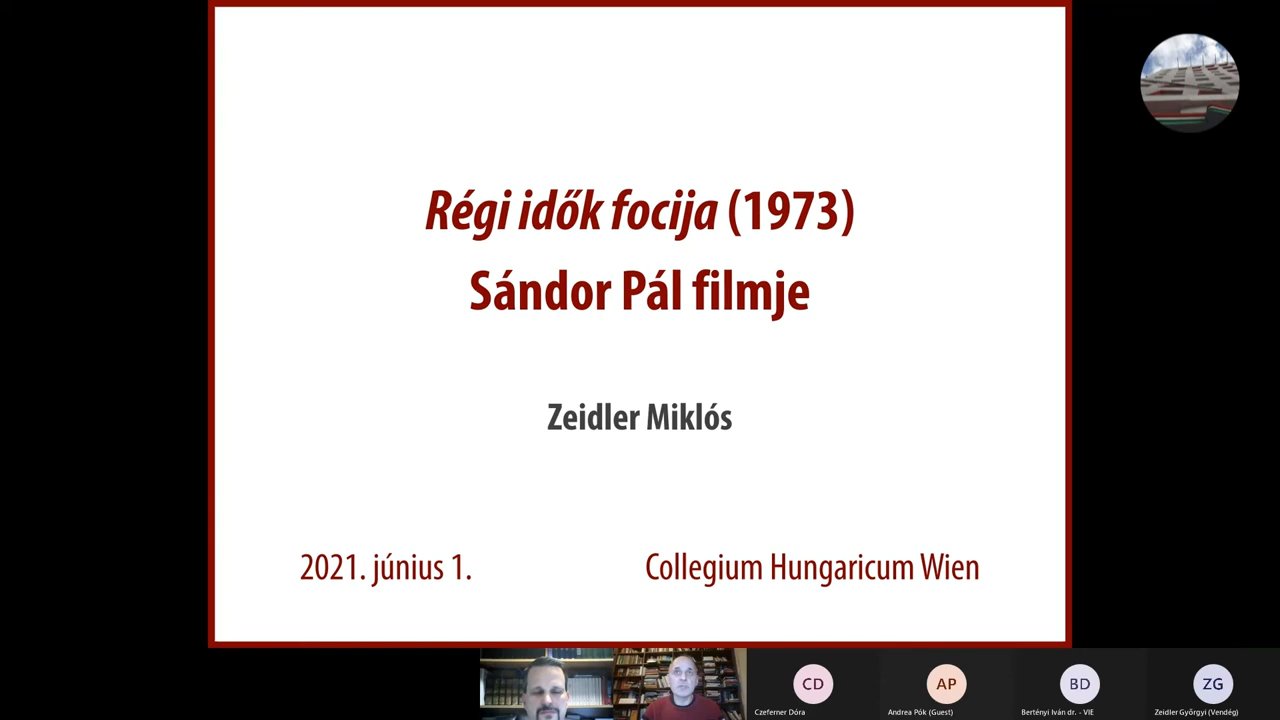 Régi idők focija (1973)
Sándor Pál filmje
Zeidler Miklós
2021. június 1.
Collegium Hungaricum Wien
CD
AP
BD
ZG
Czeferner Dóra
Andrea Pók (Guest)
Bertényi Iván dr. - VIE
Zeidler Györgyi (Vendég)